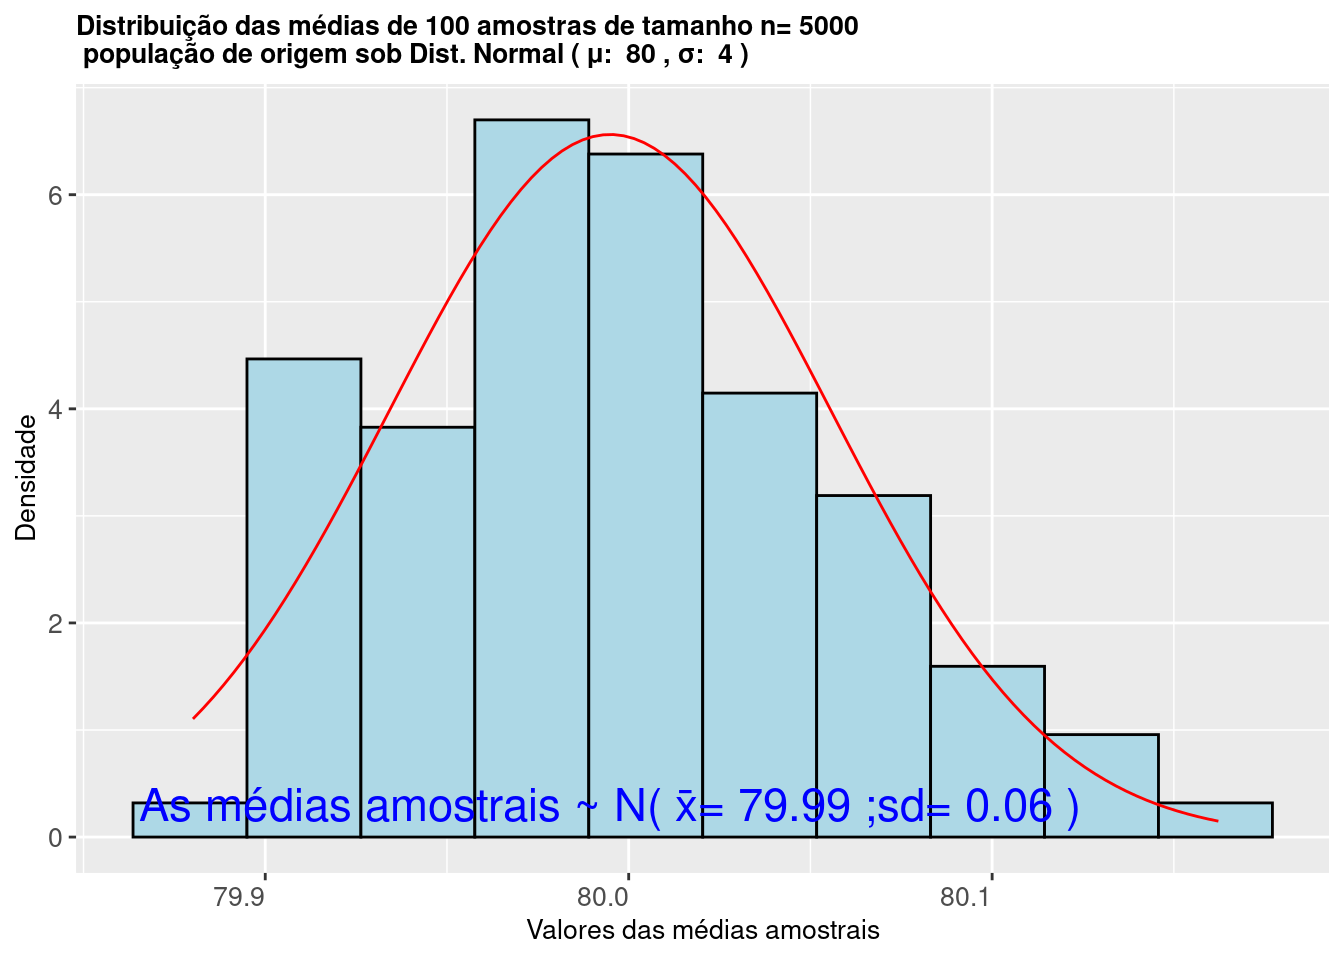 Distribuição das médias de 100 amostras de tamanho n= 5000
população de origem sob Dist. Normal ( μ:  80 , σ:  4 )
Densidade
6
4
2
0
As médias amostrais ~ N( x̄= 79.99 ;sd= 0.06 )
79.9 80.0 80.1
Valores das médias amostrais